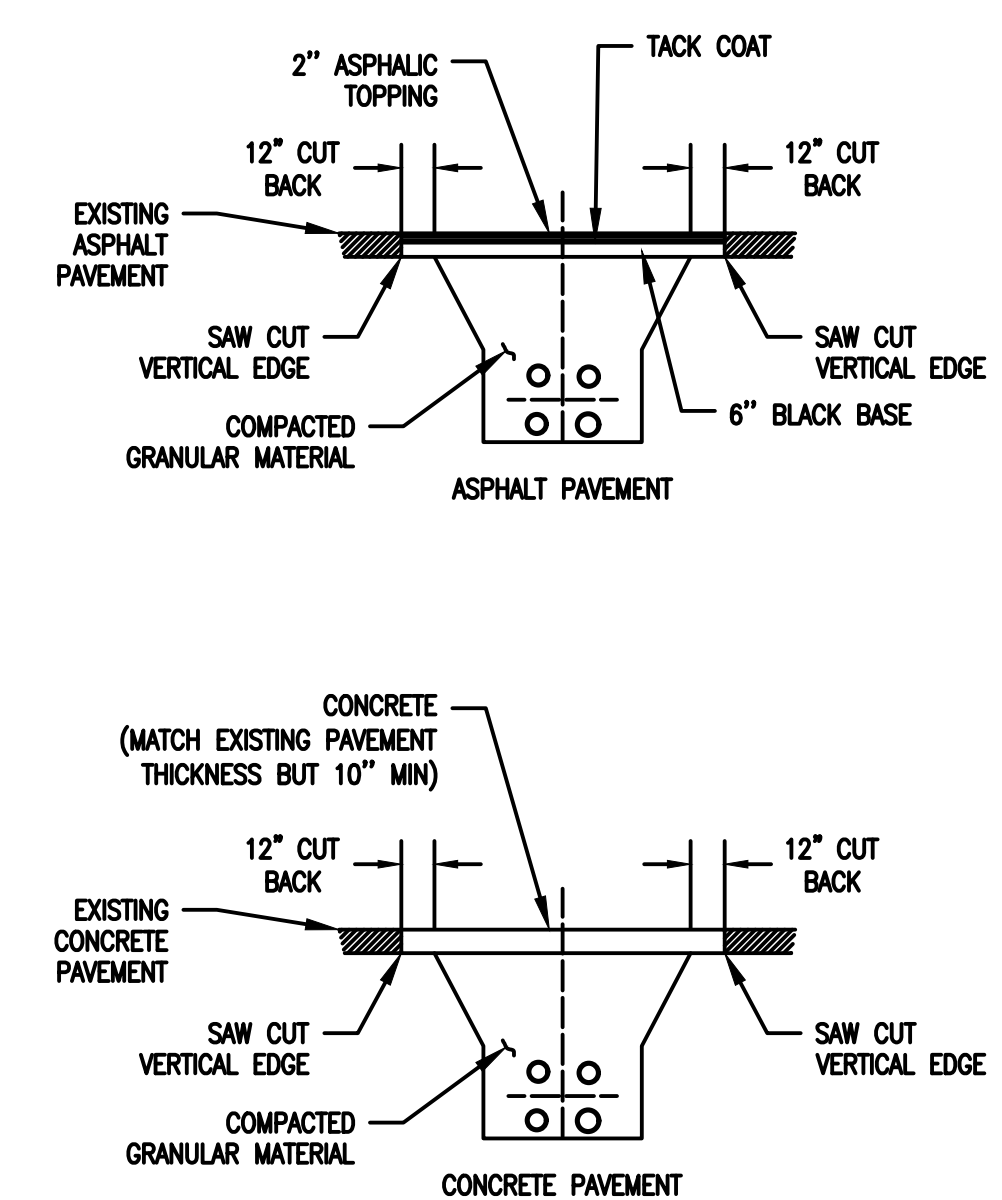 TACK COAT
2" ASPHALIC
TOPPING
12" CUT
BACK
12" CUT
BACK
EXISTING
ASPHALT
PAVEMENT
SAW CUT
VERTICAL EDGE
SAW CUT
VERTICAL EDGE
COMPACTED
GRANULAR MATERIAL
6" BLACK BASE
ASPHALT PAVEMENT
CONCRETE
(MATCH EXISTING PAVEMENT
THICKNESS BUT 10" MIN)
12" CUT
BACK
12" CUT
BACK
EXISTING
CONCRETE
PAVEMENT
SAW CUT
VERTICAL EDGE
SAW CUT
VERTICAL EDGE
COMPACTED
GRANULAR MATERIAL
CONCRETE PAVEMENT